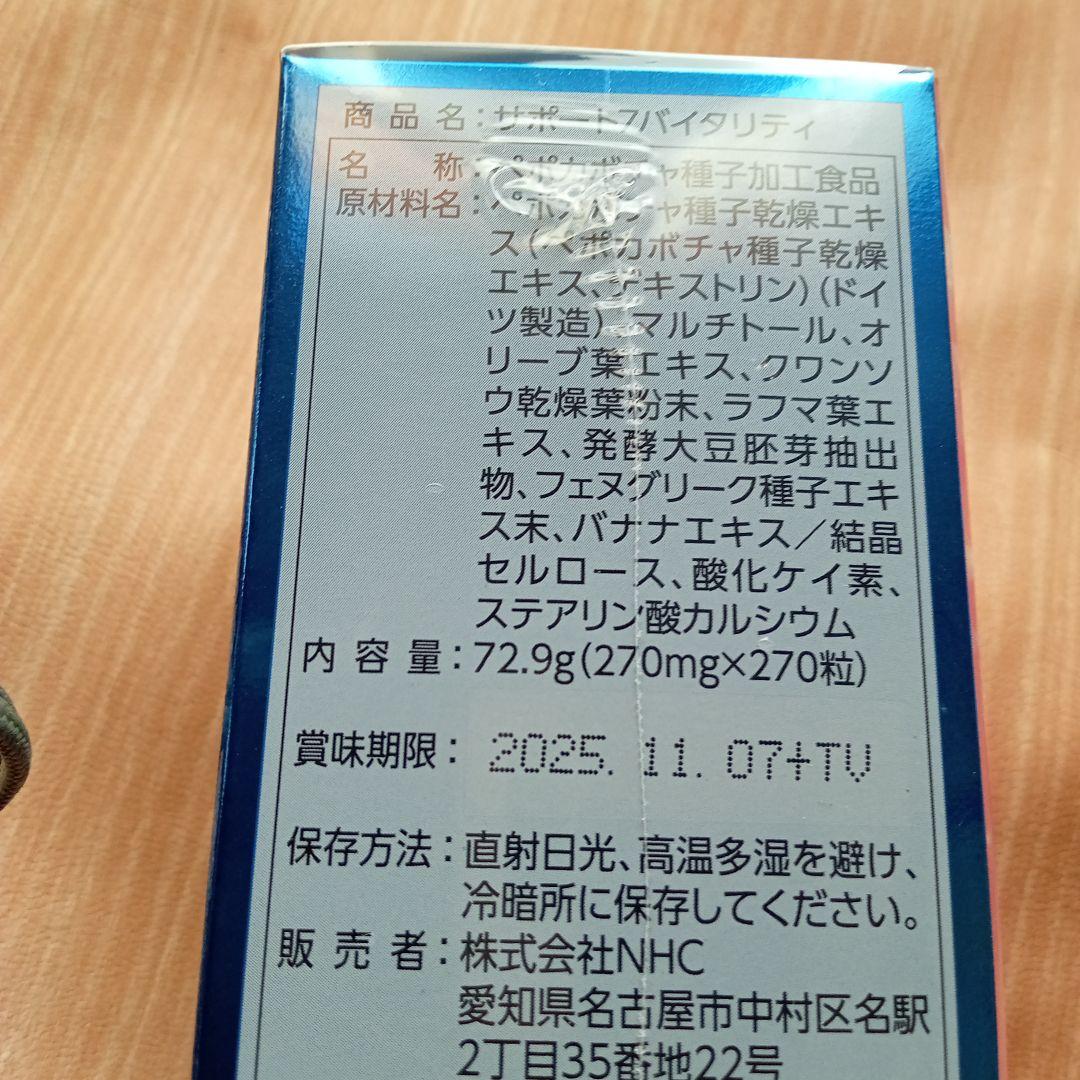 商品名:サポート7バイタリティ
名称:ペポカボチャ種子加工食品
原材料名:ペポカボチャ種子乾燥エキ
ス(ペポカボチャ種子乾燥
エキス、デキストリン)(ドイ
ツ製造)、マルチトール、オ
リーブ葉エキス、クワンソ
ウ乾燥葉粉末、ラフマ葉エ
キス、発酵大豆胚芽抽出
物、フェヌグリーク種子エキ
ス末、バナナエキス/結晶
セルロース、酸化ケイ素、
ステアリン酸カルシウム
内容量:72.9g(270mg×270粒)
賞味期限:2025.11.07+TV
保存方法:直射日光、高温多湿を避け、
冷暗所に保存してください。
販売者:株式会社NHC
愛知県名古屋市中村区名駅
2丁目35番地22号